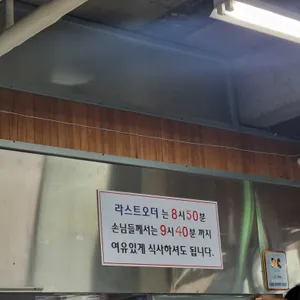 라스트오더 는 8시50분
손님들께서는 9시40분 까지
여유있게 식사하셔도 됩니다.